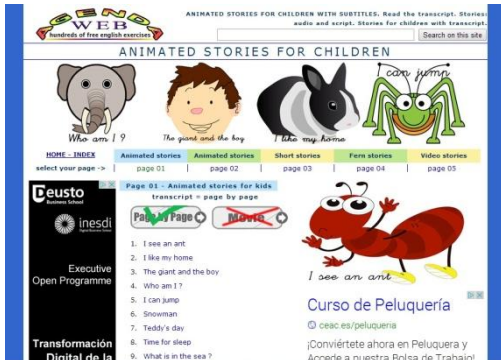 AGENDA
WEB
hundreds of free english exercises
ANIMATED STORIES FOR CHILDREN WITH SUBTITLES. Read the transcript. Stories:
audio and script. Stories for children with transcript.
Search on this site
ANIMATED STORIES FOR CHILDREN
Who am I ?
The giant and the boy
I like my home
I can jump
HOME - INDEX
Animated stories
Animated stories
Short stories
Fern stories
Video stories
select your page ->
page 01
page 02
page 03
page 04
page 05
Deusto
Business School
inesdi
Executive
Open Programme
Transformación
Digital de la
Page 01 - Animated stories for kids
transcript = page by page
Page by Page
Movie
1. I see an ant
2. I like my home
3. The giant and the boy
4. Who am I ?
5. I can jump
6. Snowman
7. Teddy's day
8. Time for sleep
9. What is in the sea ?
I see an ant
Curso de Peluquería
ceac.es/peluqueria
¡Conviértete ahora en Peluquera y
Accede a nuestra Bolsa de Trabajo!